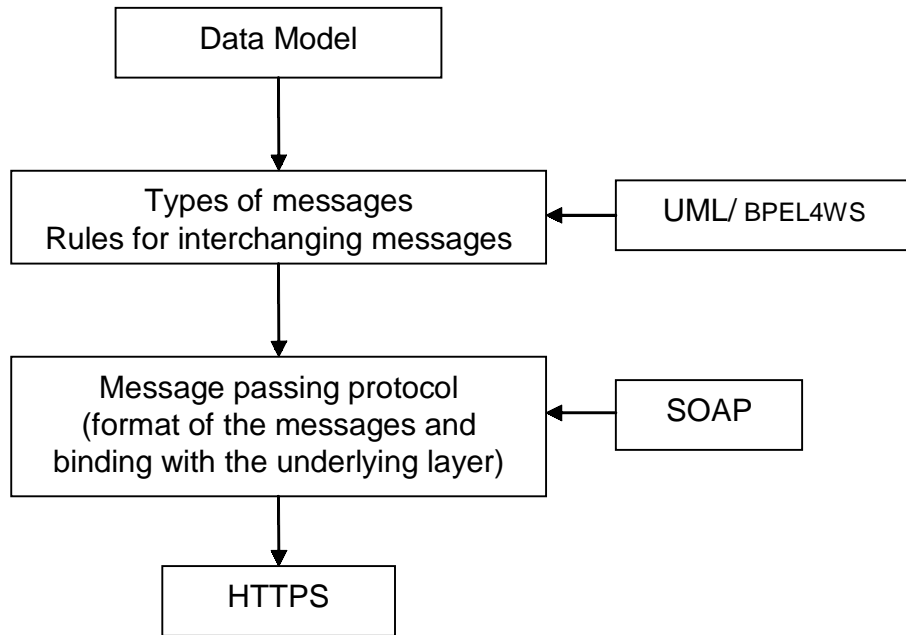 Data Model
Types of messages
Rules for interchanging messages
UML/ BPEL4WS
Message passing protocol
(format of the messages and
binding with the underlying layer)
SOAP
HTTPS